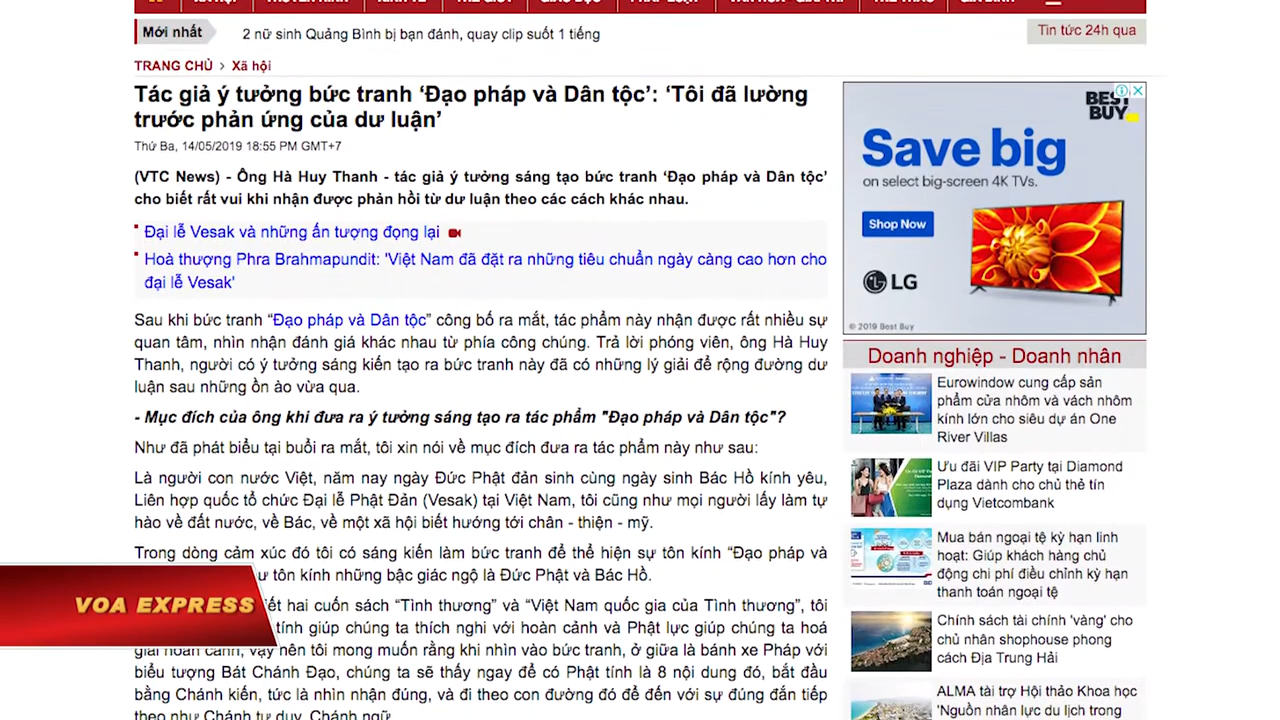 Mới nhất
2 nữ sinh Quảng Bình bị bạn đánh, quay clip suốt 1 tiếng
Tin tức 24h qua
TRANG CHỦ > Xã hội
Tác giả ý tưởng bức tranh ‘Đạo pháp và Dân tộc’: ‘Tôi đã lường
trước phản ứng của dư luận’
Thứ Ba, 14/05/2019 18:55 PM GMT+7
(VTC News) - Ông Hà Huy Thanh - tác giả ý tưởng sáng tạo bức tranh ‘Đạo pháp và Dân tộc’
cho biết rất vui khi nhận được phản hồi từ dư luận theo các cách khác nhau.
Đại lễ Vesak và những ấn tượng đọng lại
Hoà thượng Phra Brahmapundit: 'Việt Nam đã đặt ra những tiêu chuẩn ngày càng cao hơn cho
đại lễ Vesak'
Sau khi bức tranh “Đạo pháp và Dân tộc” công bố ra mắt, tác phẩm này nhận được rất nhiều sự
quan tâm, nhìn nhận đánh giá khác nhau từ phía công chúng. Trả lời phóng viên, ông Hà Huy
Thanh, người có ý tưởng sáng kiến tạo ra bức tranh này đã có những lý giải để rộng đường dư
luận sau những ồn ào vừa qua.
- Mục đích của ông khi đưa ra ý tưởng sáng tạo ra tác phẩm "Đạo pháp và Dân tộc"?
Như đã phát biểu tại buổi ra mắt, tôi xin nói về mục đích đưa ra tác phẩm này như sau:
Là người con nước Việt, năm nay ngày Đức Phật đản sinh cùng ngày sinh Bác Hồ kính yêu,
Liên hợp quốc tổ chức Đại lễ Phật Đản (Vesak) tại Việt Nam, tôi cũng như mọi người lấy làm tự
hào về đất nước, về Bác, về một xã hội biết hướng tới chân - thiện - mỹ.
Trong dòng cảm xúc đó tôi có sáng kiến làm bức tranh để thể hiện sự tôn kính “Đạo pháp và
tôn kính những bậc giác ngộ là Đức Phật và Bác Hồ.
hai cuốn sách “Tình thương” và “Việt Nam quốc gia của Tình thương”, tôi
tính giúp chúng ta thích nghi với hoàn cảnh và Phật lực giúp chúng ta hoá
giải hoàn cảnh, vậy nên tôi mong muốn rằng khi nhìn vào bức tranh, ở giữa là bánh xe Pháp với
biểu tượng Bát Chánh Đạo, chúng ta sẽ thấy ngay để có Phật tính là 8 nội dung đó, bắt đầu
bằng Chánh kiến, tức là nhìn nhận đúng, và đi theo con đường đó để đến với sự đúng đắn tiếp
theo như Chánh tư duy, Chánh ngữ
VOA EXPRESS
BEST
BUY
Save big
on select big-screen 4K TVs.
Shop Now
LG
© 2019 Best Buy
Doanh nghiệp - Doanh nhân
Eurowindow cung cấp sản
phẩm cửa nhôm và vách nhôm
kính lớn cho siêu dự án One
River Villas
Ưu đãi VIP Party tại Diamond
Plaza dành cho chủ thẻ tín
dụng Vietcombank
Mua bán ngoại tệ kỳ hạn linh
hoạt: Giúp khách hàng chủ
động chi phí điều chỉnh kỳ hạn
thanh toán ngoại tệ
Chính sách tài chính 'vàng' cho
chủ nhân shophouse phong
cách Địa Trung Hải
ALMA tài trợ Hội thảo Khoa học
'Nguồn nhân lực du lịch trong